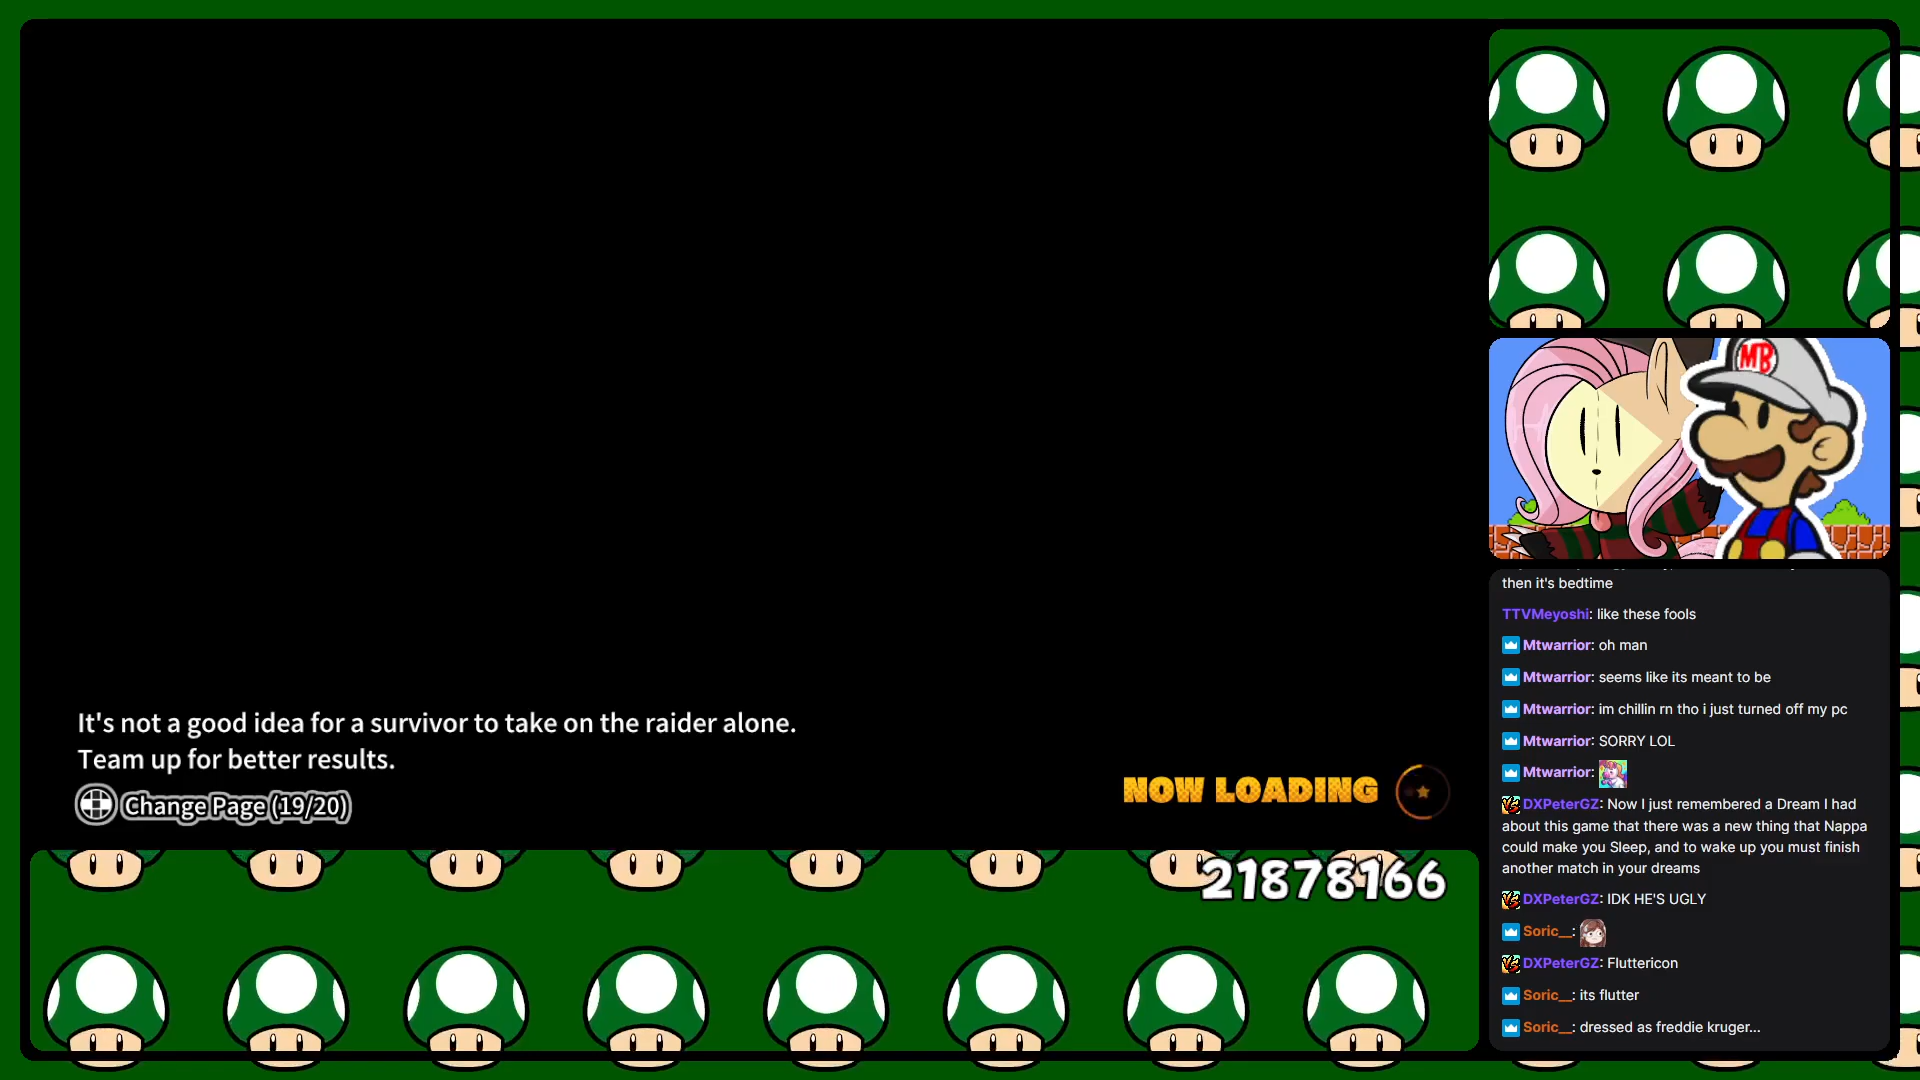 It's not a good idea for a survivor to take on the raider alone.
Team up for better results.
Change Page (19/20)
NOW LOADING
21878166
MB
then it's bedtime
TTVMeyoshi: like these fools
Mtwarrior: oh man
Mtwarrior: seems like its meant to be
Mtwarrior: im chillin rn tho i just turned off my pc
Mtwarrior: SORRY LOL
Mtwarrior:
DXPeterGZ: Now I just remembered a Dream I had
about this game that there was a new thing that Nappa
could make you Sleep, and to wake up you must finish
another match in your dreams
DXPeterGZ: IDK HE'S UGLY
Soric__:
DXPeterGZ: Fluttericon
Soric__: its flutter
Soric__: dressed as freddie kruger...